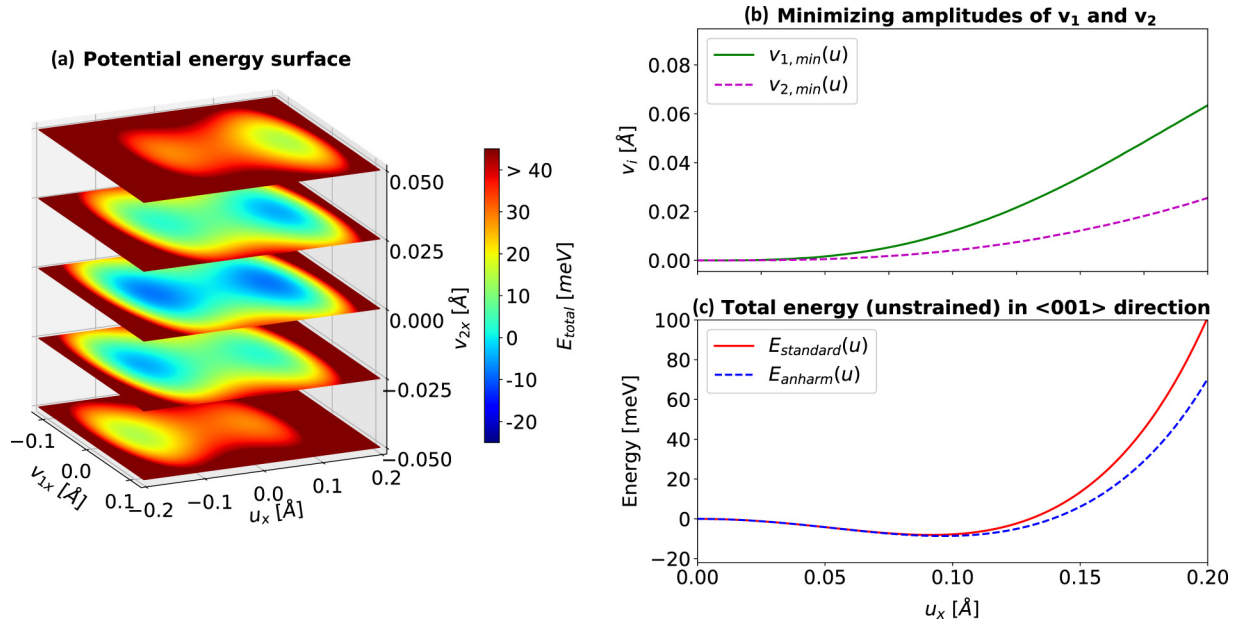 (a) Potential energy surface
> 40
30
20
10
0
-10
-20
E_total [meV]
0.050
0.025
0.000
−0.025
−0.050
v_2x [Å]
−0.1
0.0
0.1
v_1x [Å]
−0.2
−0.1
0.0
0.1
0.2
u_x [Å]
(b) Minimizing amplitudes of v_1 and v_2
v_1,min(u)
v_2,min(u)
0.08
0.06
0.04
0.02
0.00
v_i [Å]
(c) Total energy (unstrained) in <001> direction
E_standard(u)
E_anharm(u)
100
80
60
40
20
0
−20
Energy [meV]
0.00 0.05 0.10 0.15 0.20
u_x [Å]